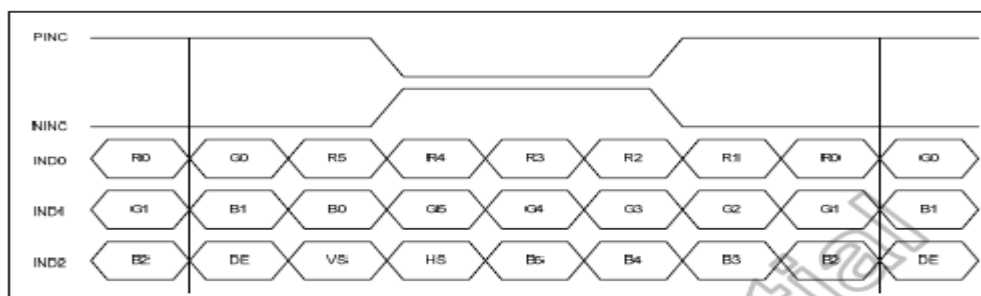 PINC
NINC
IND0 R0 G0 R5 R4 R3 R2 R1 R0 G0
IND1 G1 B1 B0 G5 G4 G3 G2 G1 B1
IND2 B2 DE VS HS B5 B4 B3 B2 DE
tial